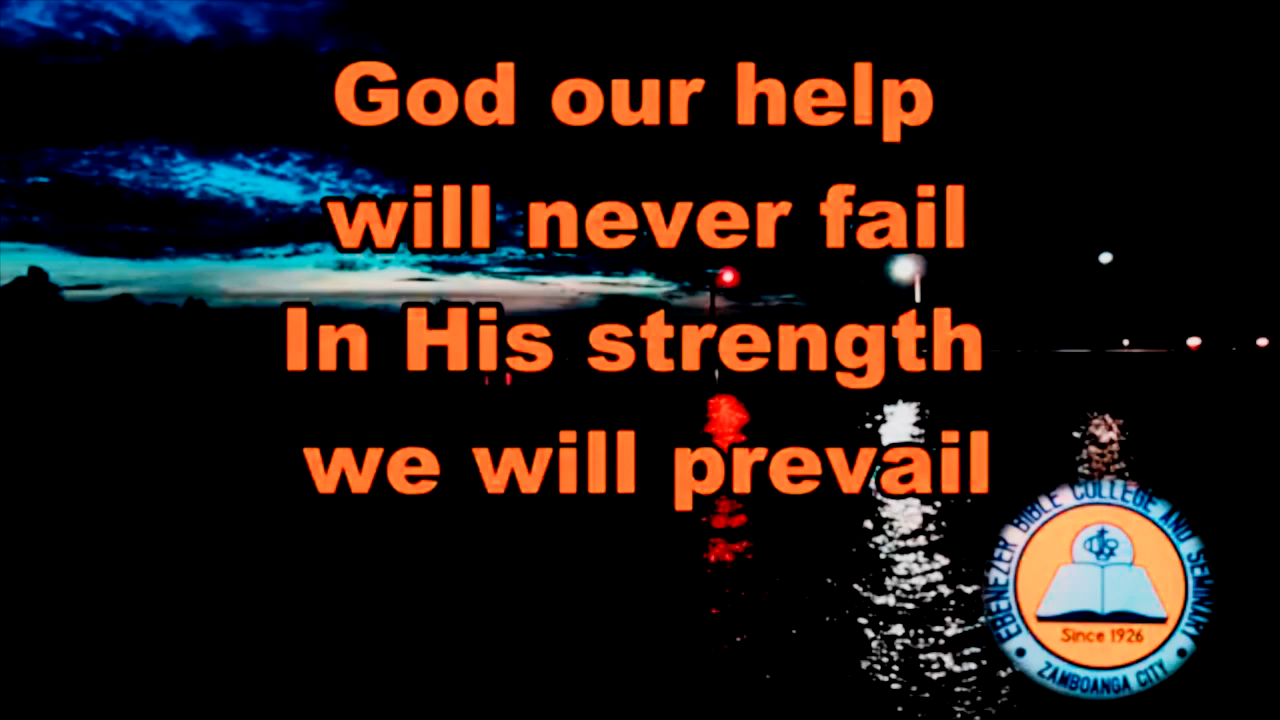 God our help
will never fail
In His strength
we will prevail
EBENEZER BIBLE COLLEGE AND SEMINARY
Since 1926
ZAMBOANGA CITY